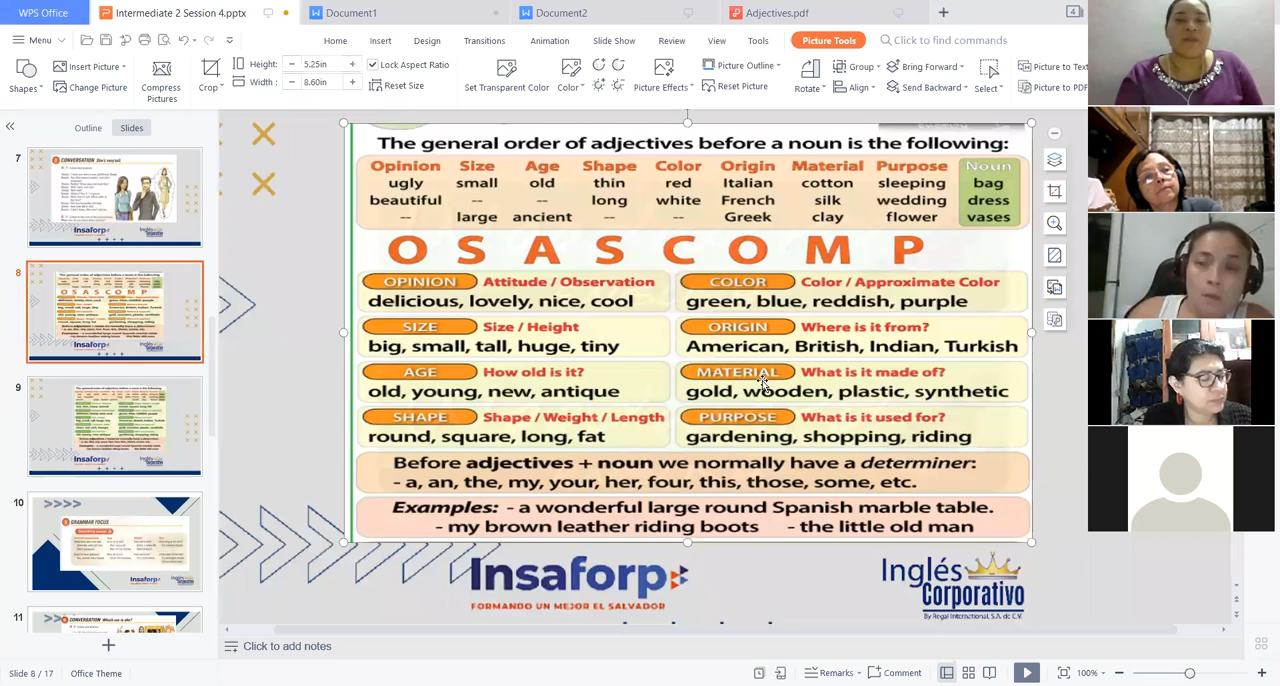 WPS Office
Intermediate 2 Session 4.pptx
Document1
Document2
Adjectives.pdf
4
Menu
Home
Insert
Design
Transitions
Animation
Slide Show
Review
View
Tools
Picture Tools
Click to find commands
Shapes
Insert Picture
Change Picture
Compress Pictures
Crop
Height: 5.25in
Width : 8.60in
Lock Aspect Ratio
Reset Size
Set Transparent Color
Color
Picture Effects
Picture Outline
Reset Picture
Rotate
Group
Align
Bring Forward
Send Backward
Select
Picture to Text
Picture to PDF
Outline
Slides
7
8
9
10
11
The general order of adjectives before a noun is the following:
Opinion Size Age Shape Color Origin Material Purpose Noun
ugly small old thin red Italian cotton sleeping bag
beautiful -- -- long white French silk wedding dress
-- large ancient -- -- Greek clay flower vases
O S A S C O M P
OPINION Attitude / Observation
delicious, lovely, nice, cool
COLOR Color / Approximate Color
green, blue, reddish, purple
SIZE Size / Height
big, small, tall, huge, tiny
ORIGIN Where is it from?
American, British, Indian, Turkish
AGE How old is it?
old, young, new, antique
MATERIAL What is it made of?
gold, wooden, plastic, synthetic
SHAPE Shape / Weight / Length
round, square, long, fat
PURPOSE What is it used for?
gardening, shopping, riding
Before adjectives + noun we normally have a determiner:
- a, an, the, my, your, her, four, this, those, some, etc.
Examples: - a wonderful large round Spanish marble table.
- my brown leather riding boots - the little old man
Insaforp
FORMANDO UN MEJOR EL SALVADOR
Inglés
Corporativo
By Regal International, S.A. de C.V.
Click to add notes
Slide 8 / 17
Office Theme
Remarks
Comment
100%